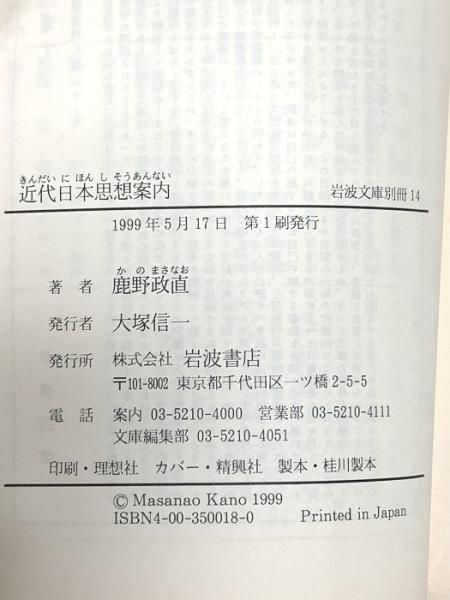 きんだい に ほん し そうあんない
近代日本思想案内 岩波文庫別冊14
1999年5月17日 第1刷発行
か の まさなお
著 者 鹿野政直
発行者 大塚信一
発行所 株式会社 岩波書店
〒101-8002 東京都千代田区一ツ橋2-5-5
電 話 案内 03-5210-4000 営業部 03-5210-4111
文庫編集部 03-5210-4051
印刷・理想社 カバー・精興社 製本・桂川製本
© Masanao Kano 1999
ISBN4-00-350018-0 Printed in Japan